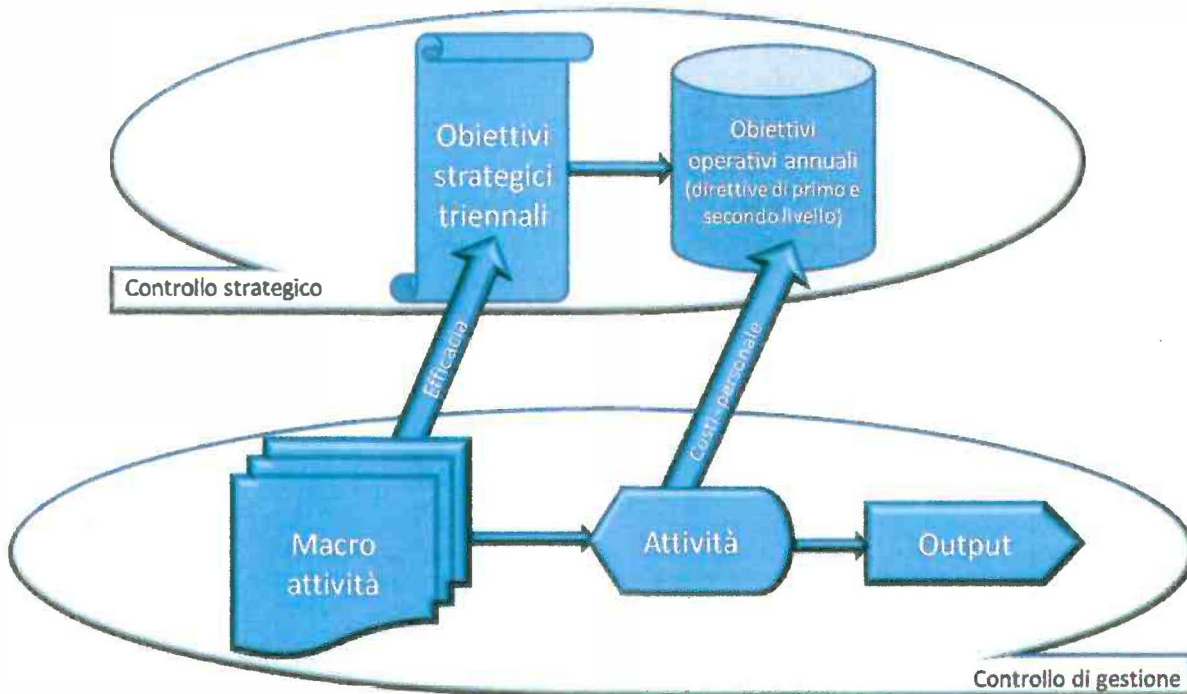 Obiettivi
strategici
triennali
Obiettivi
operativi annuali
(direttive di primo e
secondo livello)
Controllo strategico
Efficacia
Costi - personale
Macro
attività
Attività
Output
Controllo di gestione